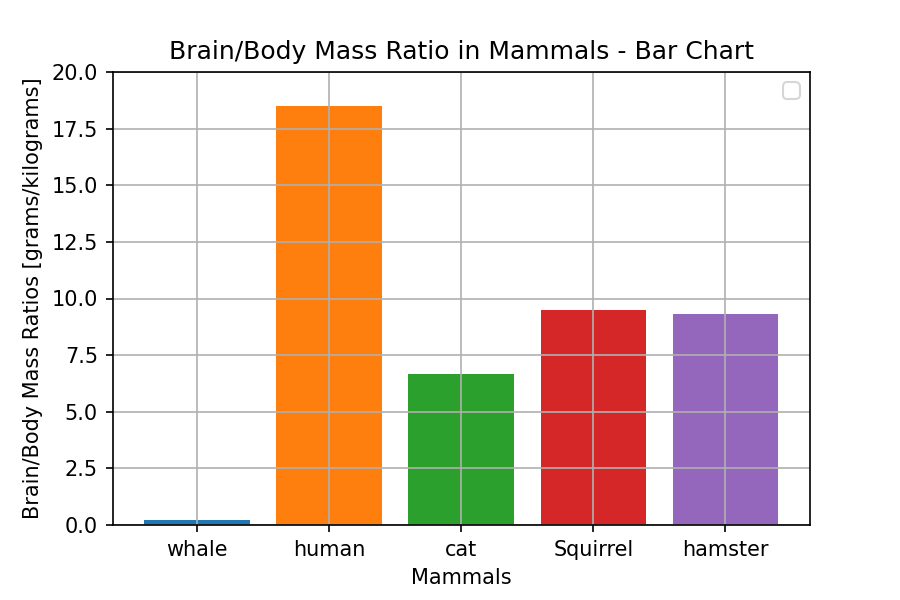 Brain/Body Mass Ratio in Mammals - Bar Chart
Brain/Body Mass Ratios [grams/kilograms]
20.0
17.5
15.0
12.5
10.0
7.5
5.0
2.5
0.0
whale human cat Squirrel hamster
Mammals